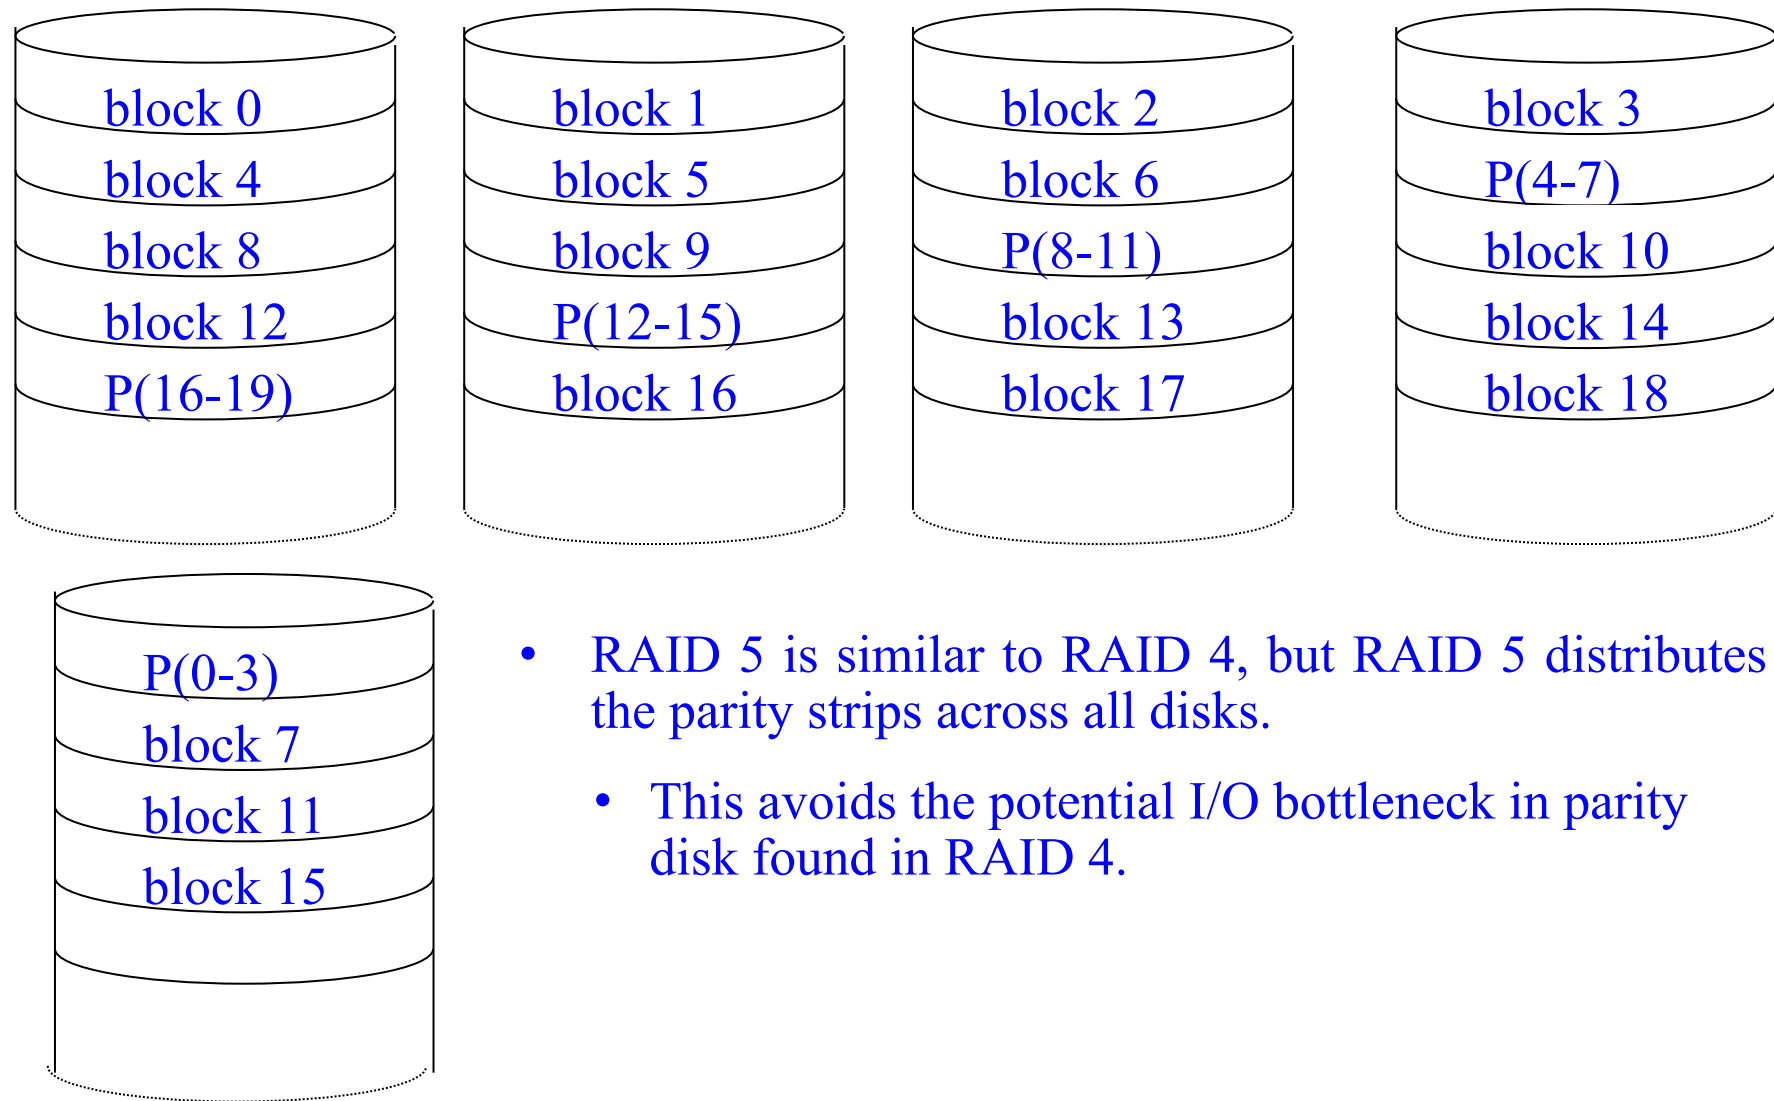 block 0
block 4
block 8
block 12
P(16-19)
block 1
block 5
block 9
P(12-15)
block 16
block 2
block 6
P(8-11)
block 13
block 17
block 3
P(4-7)
block 10
block 14
block 18
P(0-3)
block 7
block 11
block 15
• RAID 5 is similar to RAID 4, but RAID 5 distributes
the parity strips across all disks.
• This avoids the potential I/O bottleneck in parity
disk found in RAID 4.